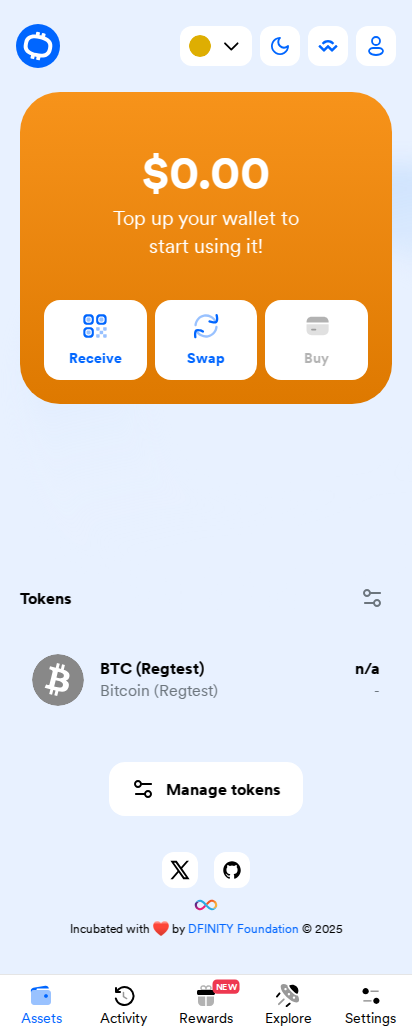 $0.00
Top up your wallet to
start using it!
Receive
Swap
Buy
Tokens
BTC (Regtest)
n/a
Bitcoin (Regtest)
-
Manage tokens
Incubated with ❤️ by DFINITY Foundation © 2025
NEW
Assets
Activity
Rewards
Explore
Settings